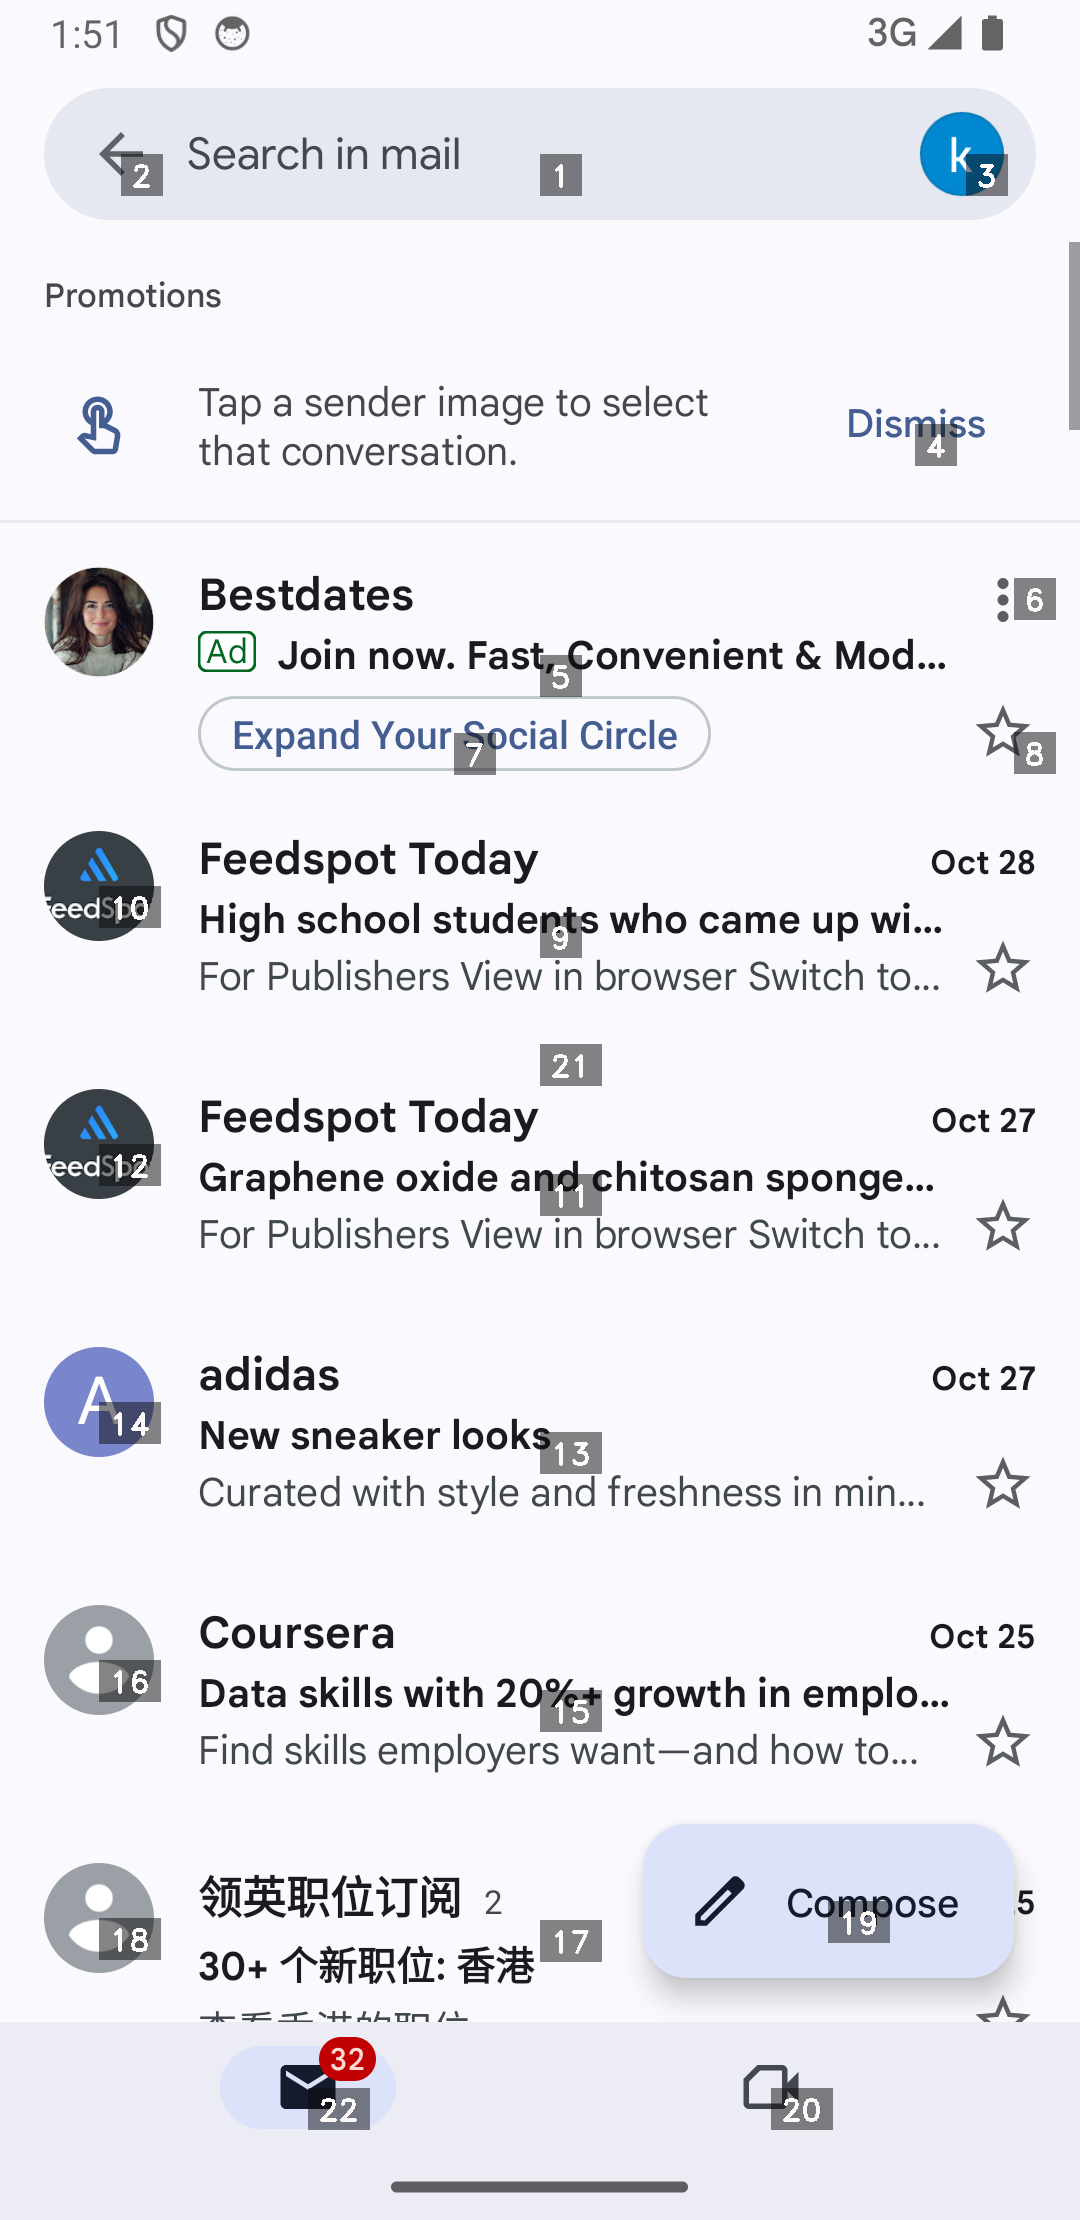 1:51
3G
Search in mail
k
2
1
3
Promotions
Tap a sender image to select
that conversation.
Dismiss
4
Bestdates
6
Ad Join now. Fast, Convenient & Mod...
5
Expand Your Social Circle
7
8
Feedspot Today
Oct 28
10
High school students who came up wi...
9
For Publishers View in browser Switch to...
21
Feedspot Today
Oct 27
12
Graphene oxide and chitosan sponge...
11
For Publishers View in browser Switch to...
A
adidas
Oct 27
14
New sneaker looks
13
Curated with style and freshness in min...
Coursera
Oct 25
16
Data skills with 20%+ growth in emplo...
15
Find skills employers want—and how to...
领英职位订阅 2
Compose
5
19
18
17
30+ 个新职位: 香港
32
22
20